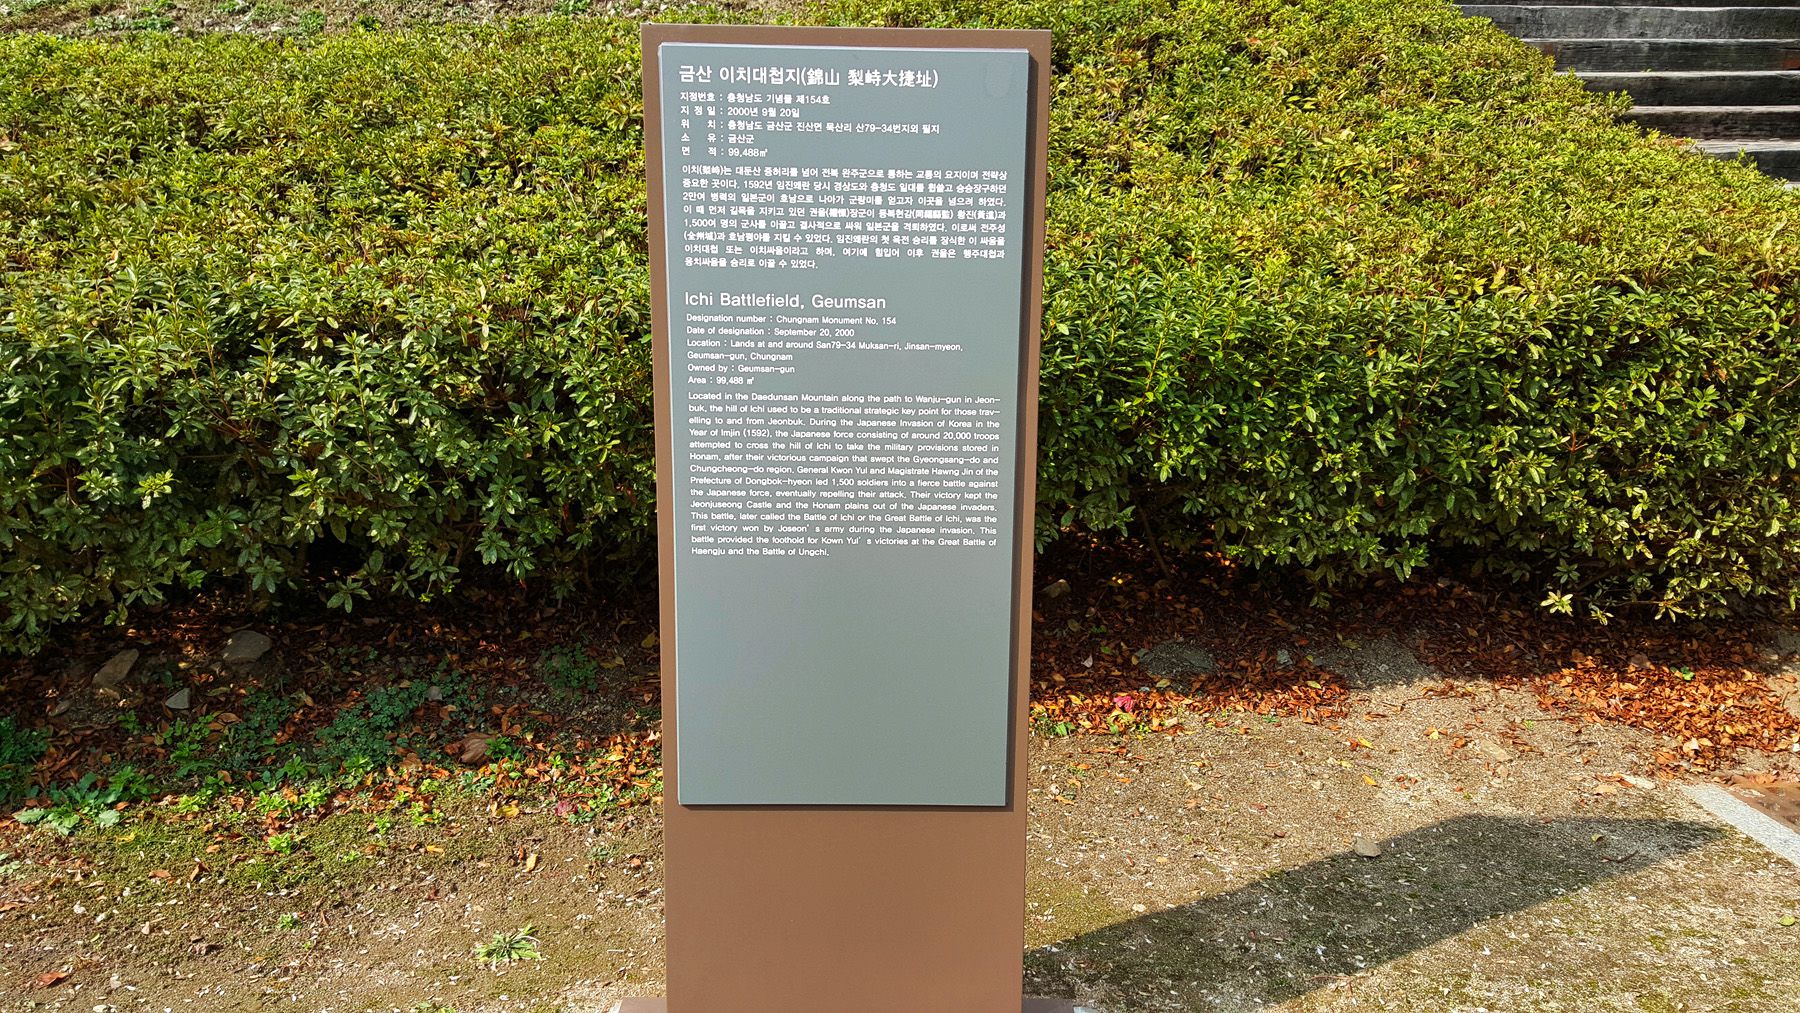 금산 이치대첩지(錦山 梨峙大捷址)
지정번호 : 충청남도 기념물 제154호
지 정 일 : 2000년 9월 20일
위 치 : 충청남도 금산군 진산면 묵산리 산79-34번지외 필지
소 유 : 금산군
면 적 : 99,488㎡
이치(梨峙)는 대둔산 중허리를 넘어 전북 완주군으로 통하는 교통의 요지이며 전략상
중요한 곳이다. 1592년 임진왜란 당시 경상도와 충청도 일대를 휩쓸고 승승장구하던
2만여 병력의 일본군이 호남으로 나아가 군량미를 얻고자 이곳을 넘으려 하였다.
이 때 먼저 길목을 지키고 있던 권율(權慄)장군이 동복현감(同福縣監) 황진(黃進)과
1,500여 명의 군사를 이끌고 결사적으로 싸워 일본군을 격퇴하였다. 이로써 전주성
(全州城)과 호남평야를 지킬 수 있었다. 임진왜란의 첫 육전 승리를 장식한 이 싸움을
이치대첩 또는 이치싸움이라고 하며, 여기에 힘입어 이후 권율은 행주대첩과
웅치싸움을 승리로 이끌 수 있었다.
Ichi Battlefield, Geumsan
Designation number : Chungnam Monument No. 154
Date of designation : September 20, 2000
Location : Lands at and around San79-34 Muksan-ri, Jinsan-myeon,
Geumsan-gun, Chungnam
Owned by : Geumsan-gun
Area : 99,488 ㎡
Located in the Daedunsan Mountain along the path to Wanju-gun in Jeon-
buk, the hill of Ichi used to be a traditional strategic key point for those trav-
elling to and from Jeonbuk. During the Japanese Invasion of Korea in the
Year of Imjin (1592), the Japanese force consisting of around 20,000 troops
attempted to cross the hill of Ichi to take the military provisions stored in
Honam, after their victorious campaign that swept the Gyeongsang-do and
Chungcheong-do region. General Kwon Yul and Magistrate Hawng Jin of the
Prefecture of Dongbok-hyeon led 1,500 soldiers into a fierce battle against
the Japanese force, eventually repelling their attack. Their victory kept the
Jeonjuseong Castle and the Honam plains out of the Japanese invaders.
This battle, later called the Battle of Ichi or the Great Battle of Ichi, was the
first victory won by Joseon's army during the Japanese invasion. This
battle provided the foothold for Kown Yul's victories at the Great Battle of
Haengju and the Battle of Ungchi.